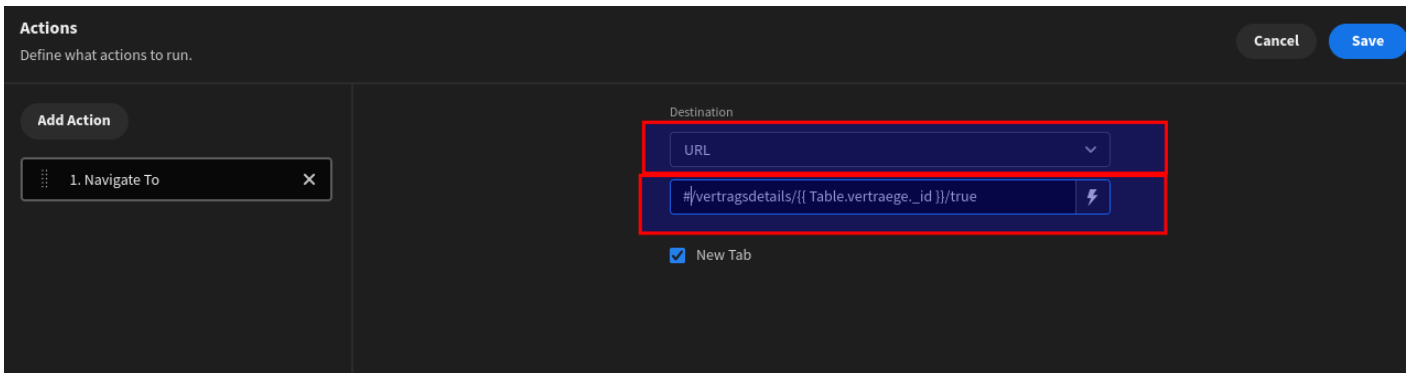 Actions
Define what actions to run.
Cancel
Save
Add Action
1. Navigate To
Destination
URL
#/vertragsdetails/{{ Table.vertraege._id }}/true
New Tab